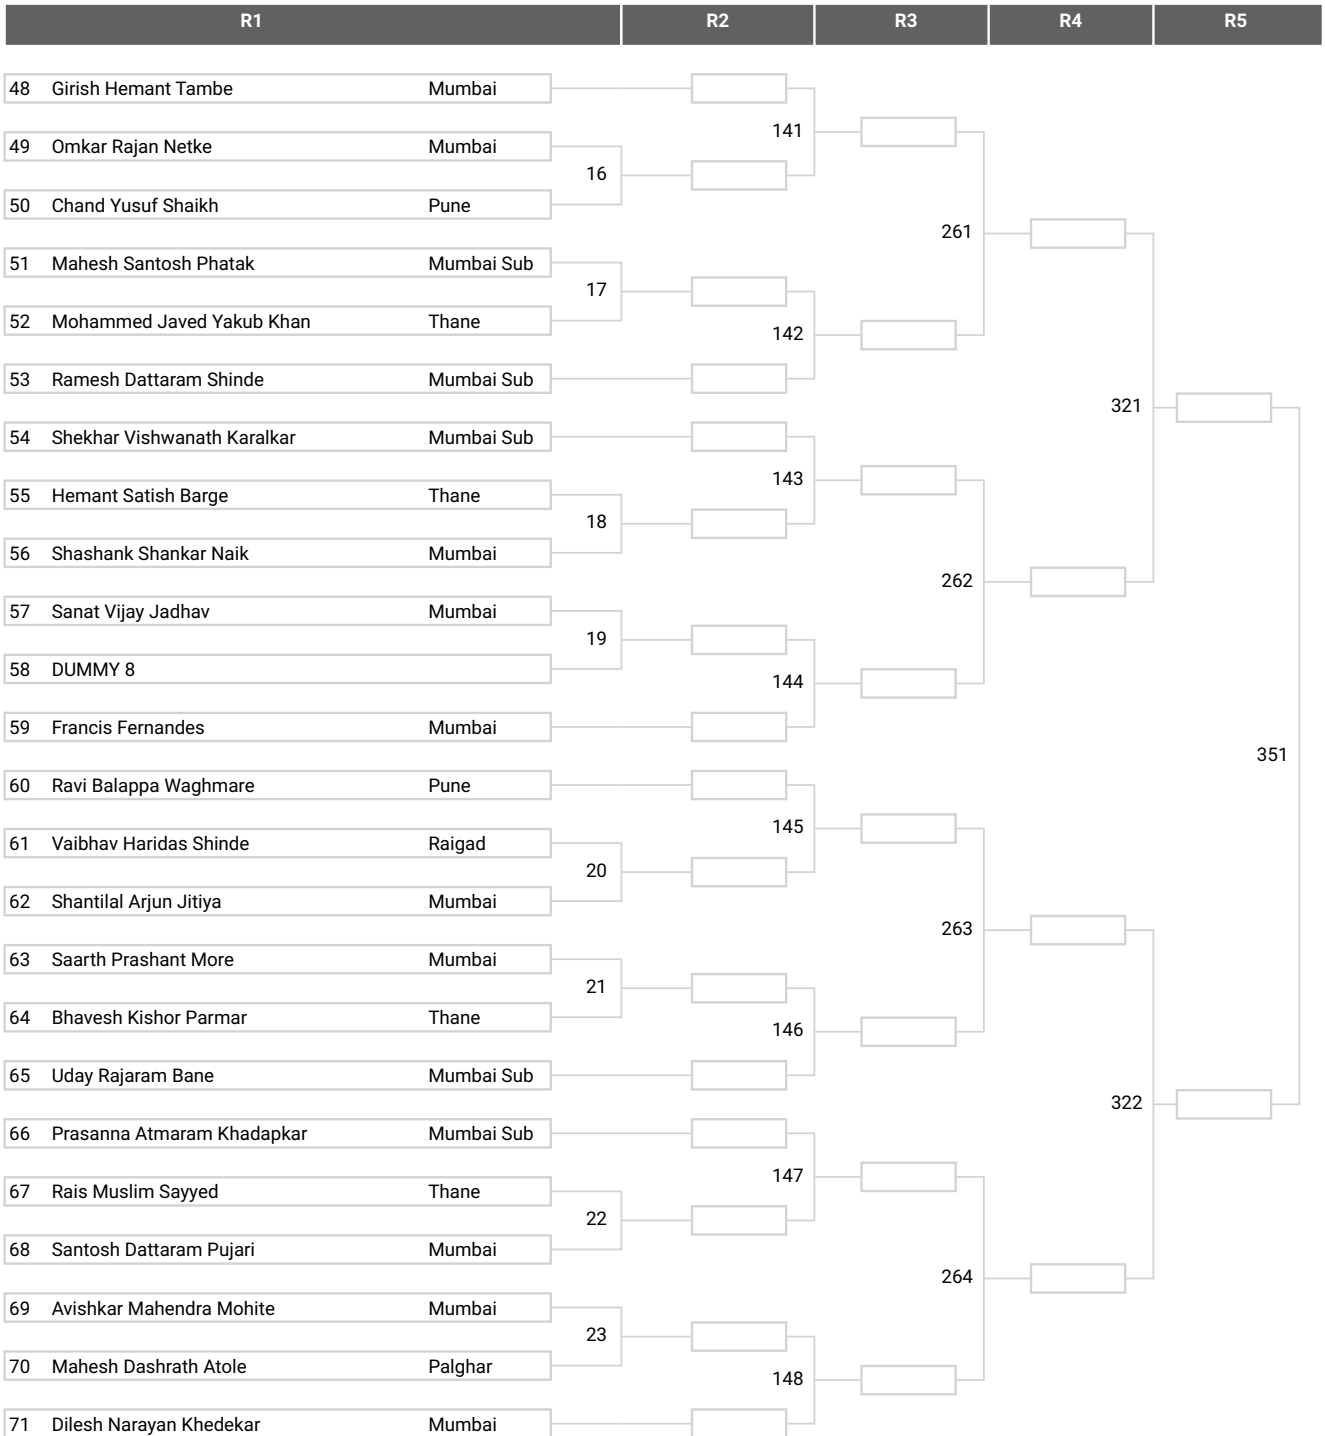 R1 R2 R3 R4 R5
48 Girish Hemant Tambe Mumbai
141
49 Omkar Rajan Netke Mumbai
16
50 Chand Yusuf Shaikh Pune
261
51 Mahesh Santosh Phatak Mumbai Sub
17
52 Mohammed Javed Yakub Khan Thane
142
53 Ramesh Dattaram Shinde Mumbai Sub
321
54 Shekhar Vishwanath Karalkar Mumbai Sub
143
55 Hemant Satish Barge Thane
18
56 Shashank Shankar Naik Mumbai
262
57 Sanat Vijay Jadhav Mumbai
19
58 DUMMY 8
144
59 Francis Fernandes Mumbai
351
60 Ravi Balappa Waghmare Pune
145
61 Vaibhav Haridas Shinde Raigad
20
62 Shantilal Arjun Jitiya Mumbai
263
63 Saarth Prashant More Mumbai
21
64 Bhavesh Kishor Parmar Thane
146
65 Uday Rajaram Bane Mumbai Sub
322
66 Prasanna Atmaram Khadapkar Mumbai Sub
147
67 Rais Muslim Sayyed Thane
22
68 Santosh Dattaram Pujari Mumbai
264
69 Avishkar Mahendra Mohite Mumbai
23
70 Mahesh Dashrath Atole Palghar
148
71 Dilesh Narayan Khedekar Mumbai